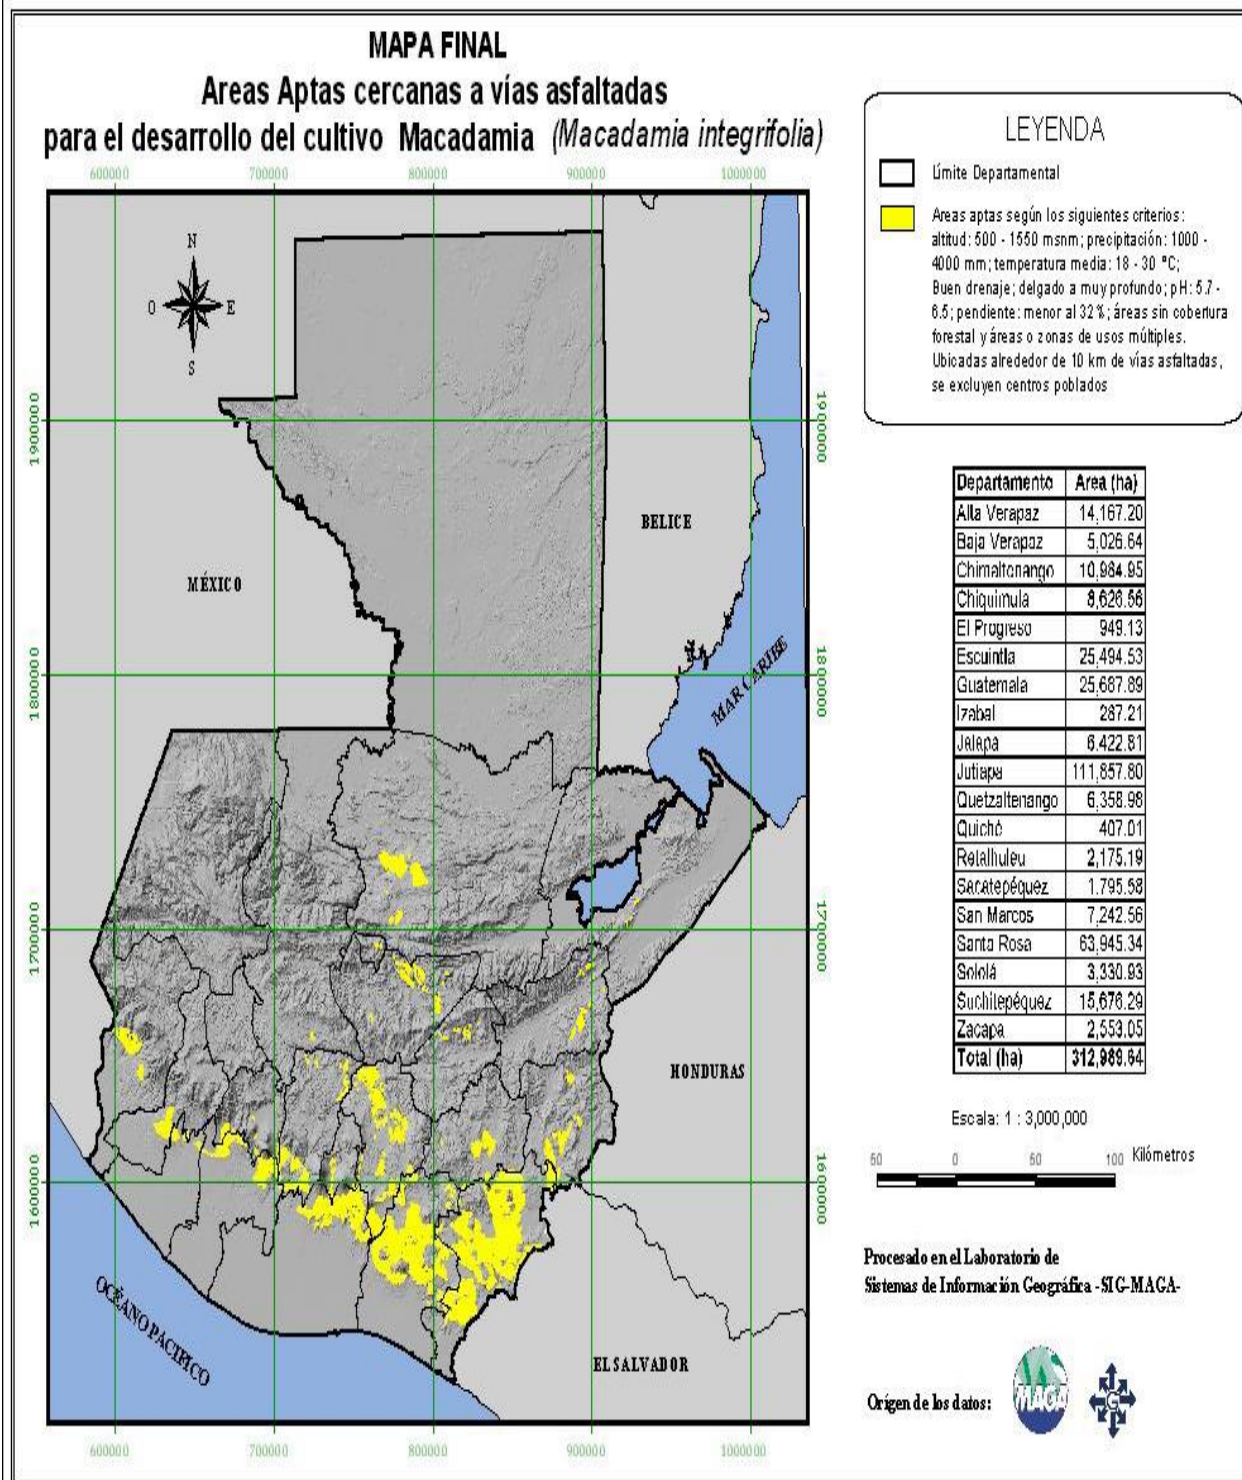 MAPA FINAL
Areas Aptas cercanas a vías asfaltadas
para el desarrollo del cultivo Macadamia (Macadamia integrifolia)
600000 700000 800000 900000 1000000
N
O E
S
1900000 1900000
BELICE
MÉXICO
MAR CARIBE
1800000 1800000
1700000 1700000
HONDURAS
1600000 1600000
OCÉANO PACIFICO
EL SALVADOR
600000 700000 800000 900000 1000000
LEYENDA
Límite Departamental
Areas aptas según los siguientes criterios:
altitud: 500 - 1550 msnm; precipitación: 1000 -
4000 mm; temperatura media: 18 - 30 °C;
Buen drenaje; delgado a muy profundo; pH: 5.7 -
6.5; pendiente: menor al 32%; áreas sin cobertura
forestal y áreas o zonas de usos múltiples.
Ubicadas alrededor de 10 km de vías asfaltadas,
se excluyen centros poblados
Departamento Area (ha)
Alta Verapaz 14,167.20
Baja Verapaz 5,026.64
Chimaltenango 10,984.95
Chiquimula 8,626.56
El Progreso 949.13
Escuintla 25,494.53
Guatemala 25,687.89
Izabal 287.21
Jalapa 6,422.81
Jutiapa 111,857.80
Quetzaltenango 6,358.98
Quiché 407.01
Retalhuleu 2,175.19
Sacatepéquez 1,795.58
San Marcos 7,242.56
Santa Rosa 63,945.34
Sololá 3,330.93
Suchitepéquez 15,676.29
Zacapa 2,553.05
Total (ha) 312,989.64
Escala: 1 : 3,000,000
50 0 50 100 Kilómetros
Procesado en el Laboratorio de
Sistemas de Información Geográfica -SIG-MAGA-
Orígen de los datos:
MAGA
G